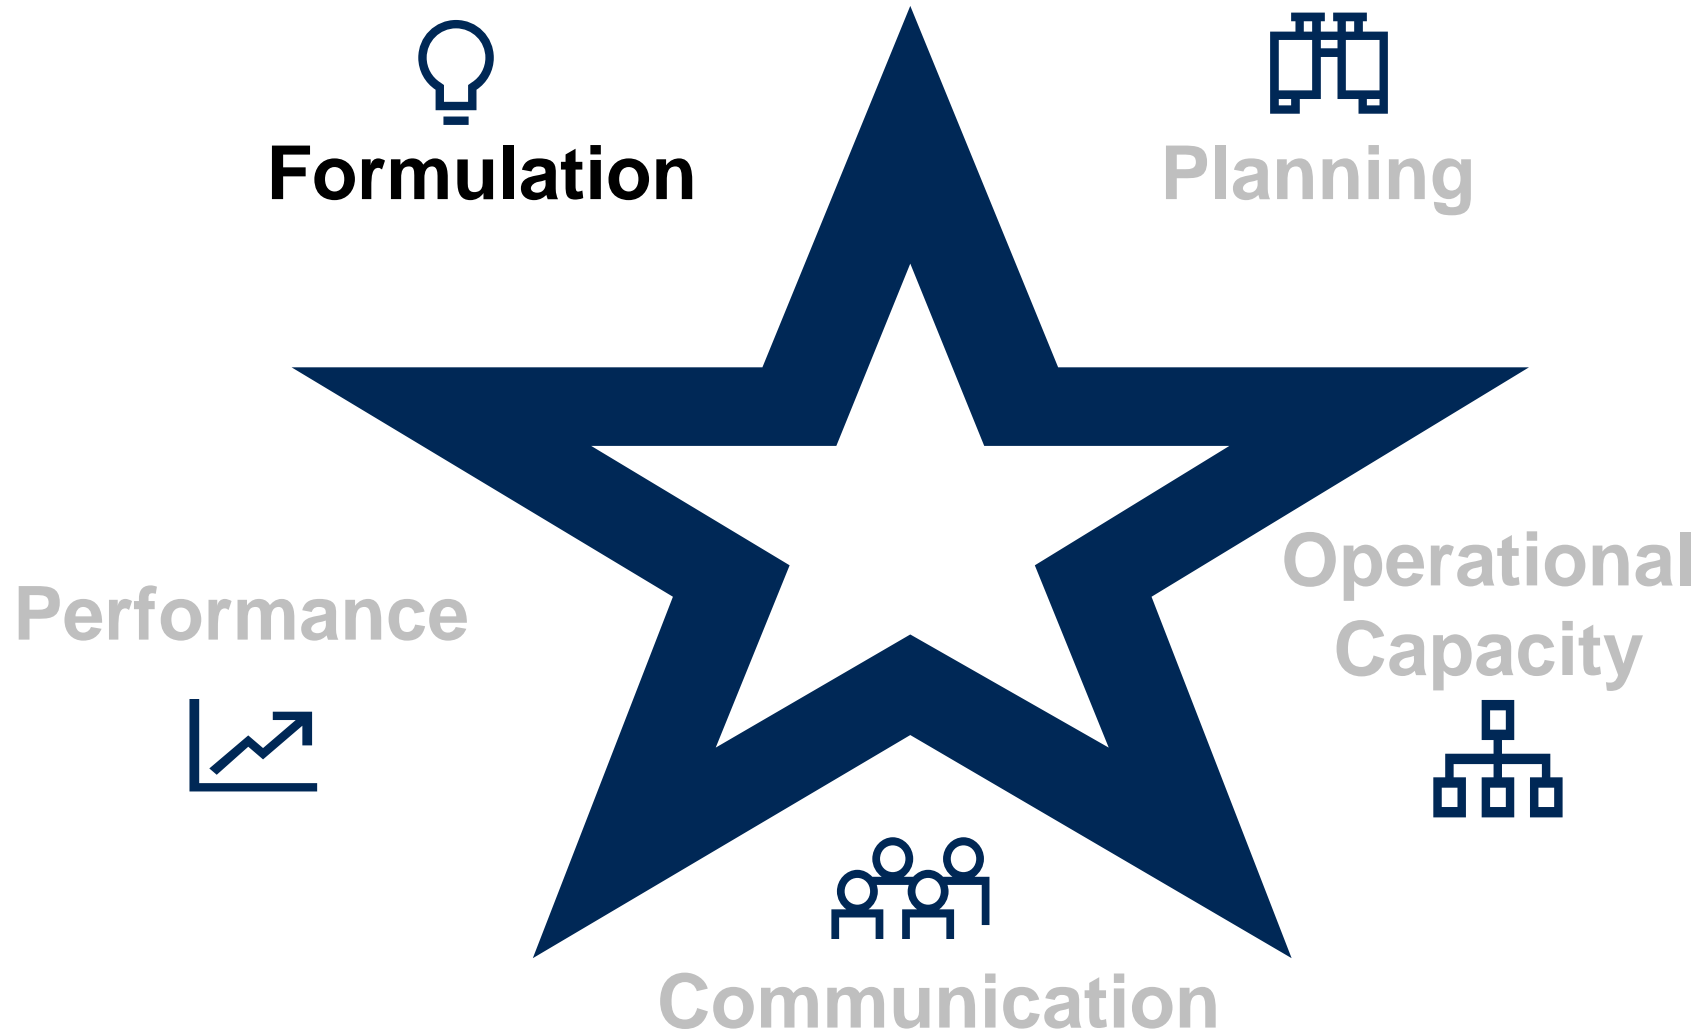 Formulation
Planning
Operational
Capacity
Performance
Communication